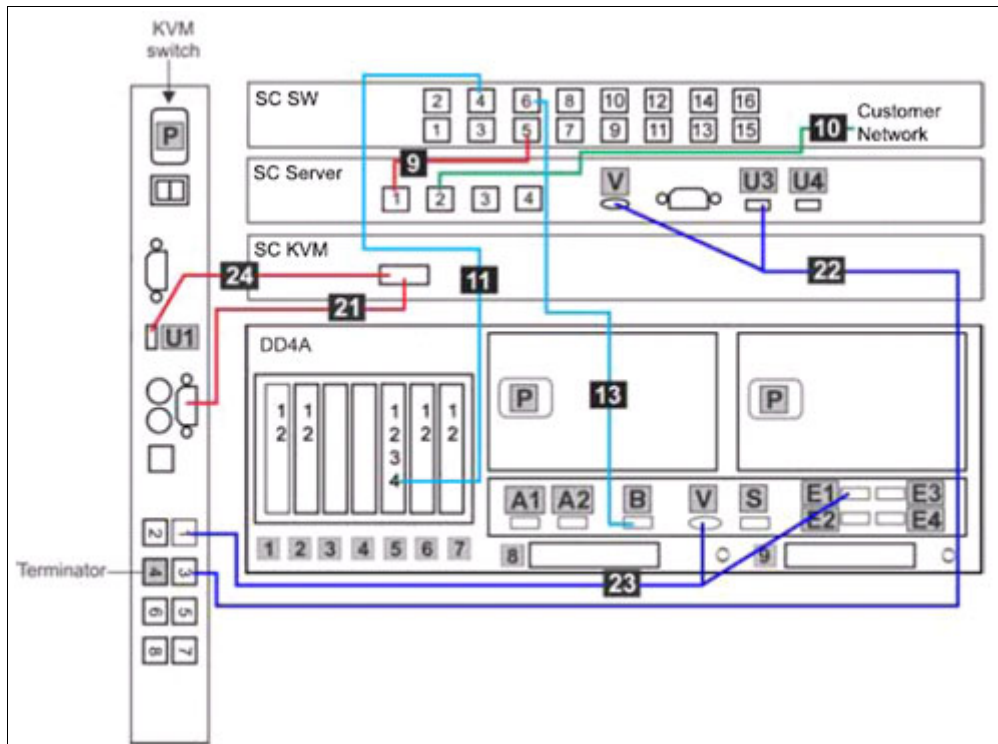 KVM
switch
P
SC SW
2 4 6 8 10 12 14 16
1 3 5 7 9 11 13 15
10
Customer
Network
9
SC Server
1 2 3 4
V
U3 U4
SC KVM
24
11
22
21
U1
DD4A
1 2
1 2
1 2 3 4
1 2
1 2
P
13
P
A1 A2 B V S E1 E3
E2 E4
1 2 3 4 5 6 7
8
9
23
2
Terminator
4 3
6 5
8 7